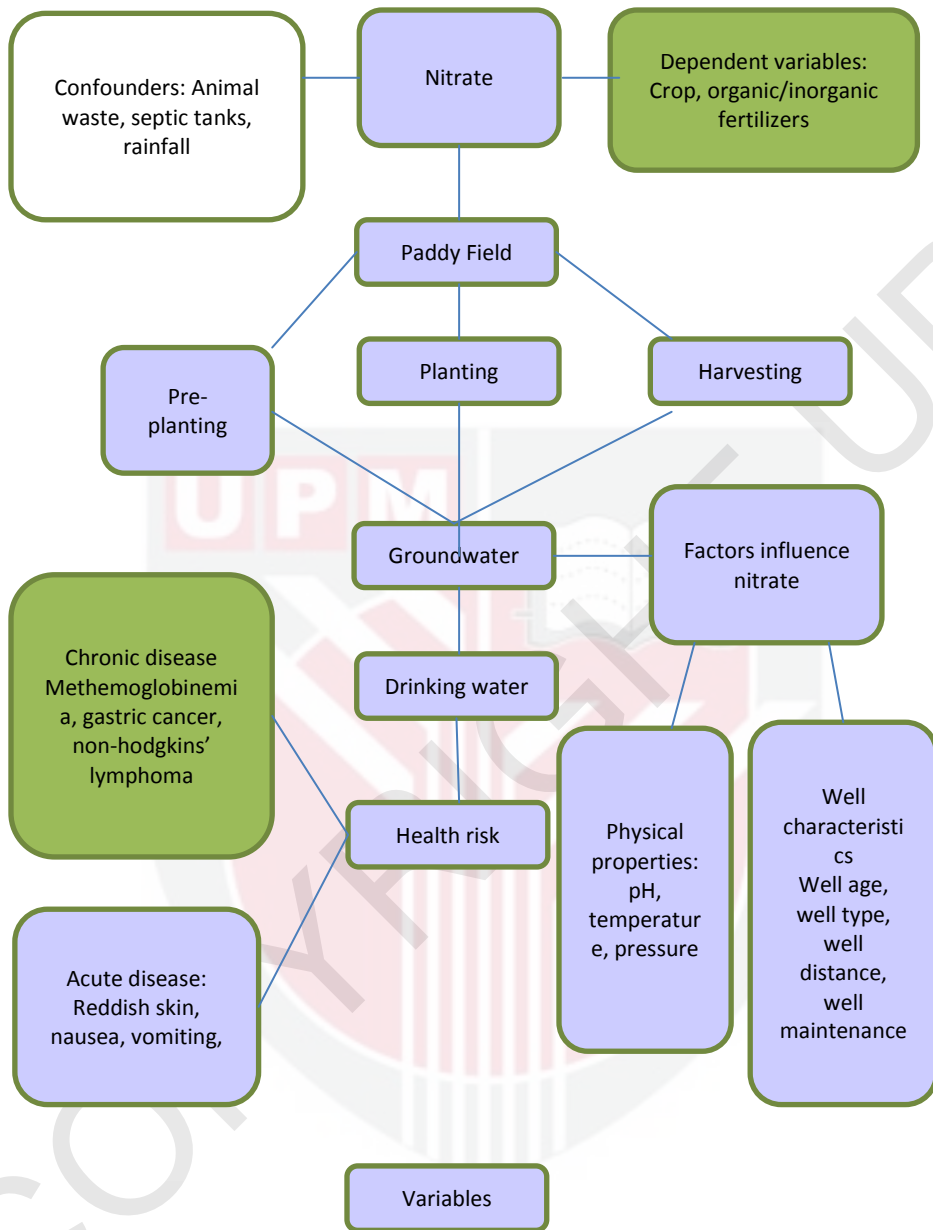 Confounders: Animal
waste, septic tanks,
rainfall
Nitrate
Dependent variables:
Crop, organic/inorganic
fertilizers
Paddy Field
Pre-
planting
Planting
Harvesting
UPM
Groundwater
Factors influence
nitrate
Chronic disease
Methemoglobinemi
a, gastric cancer,
non-hodgkins’
lymphoma
Drinking water
Health risk
Physical
properties:
pH,
temperatur
e, pressure
Well
characteristi
cs
Well age,
well type,
well
distance,
well
maintenance
Acute disease:
Reddish skin,
nausea, vomiting,
Variables
COPYRIGHT UP